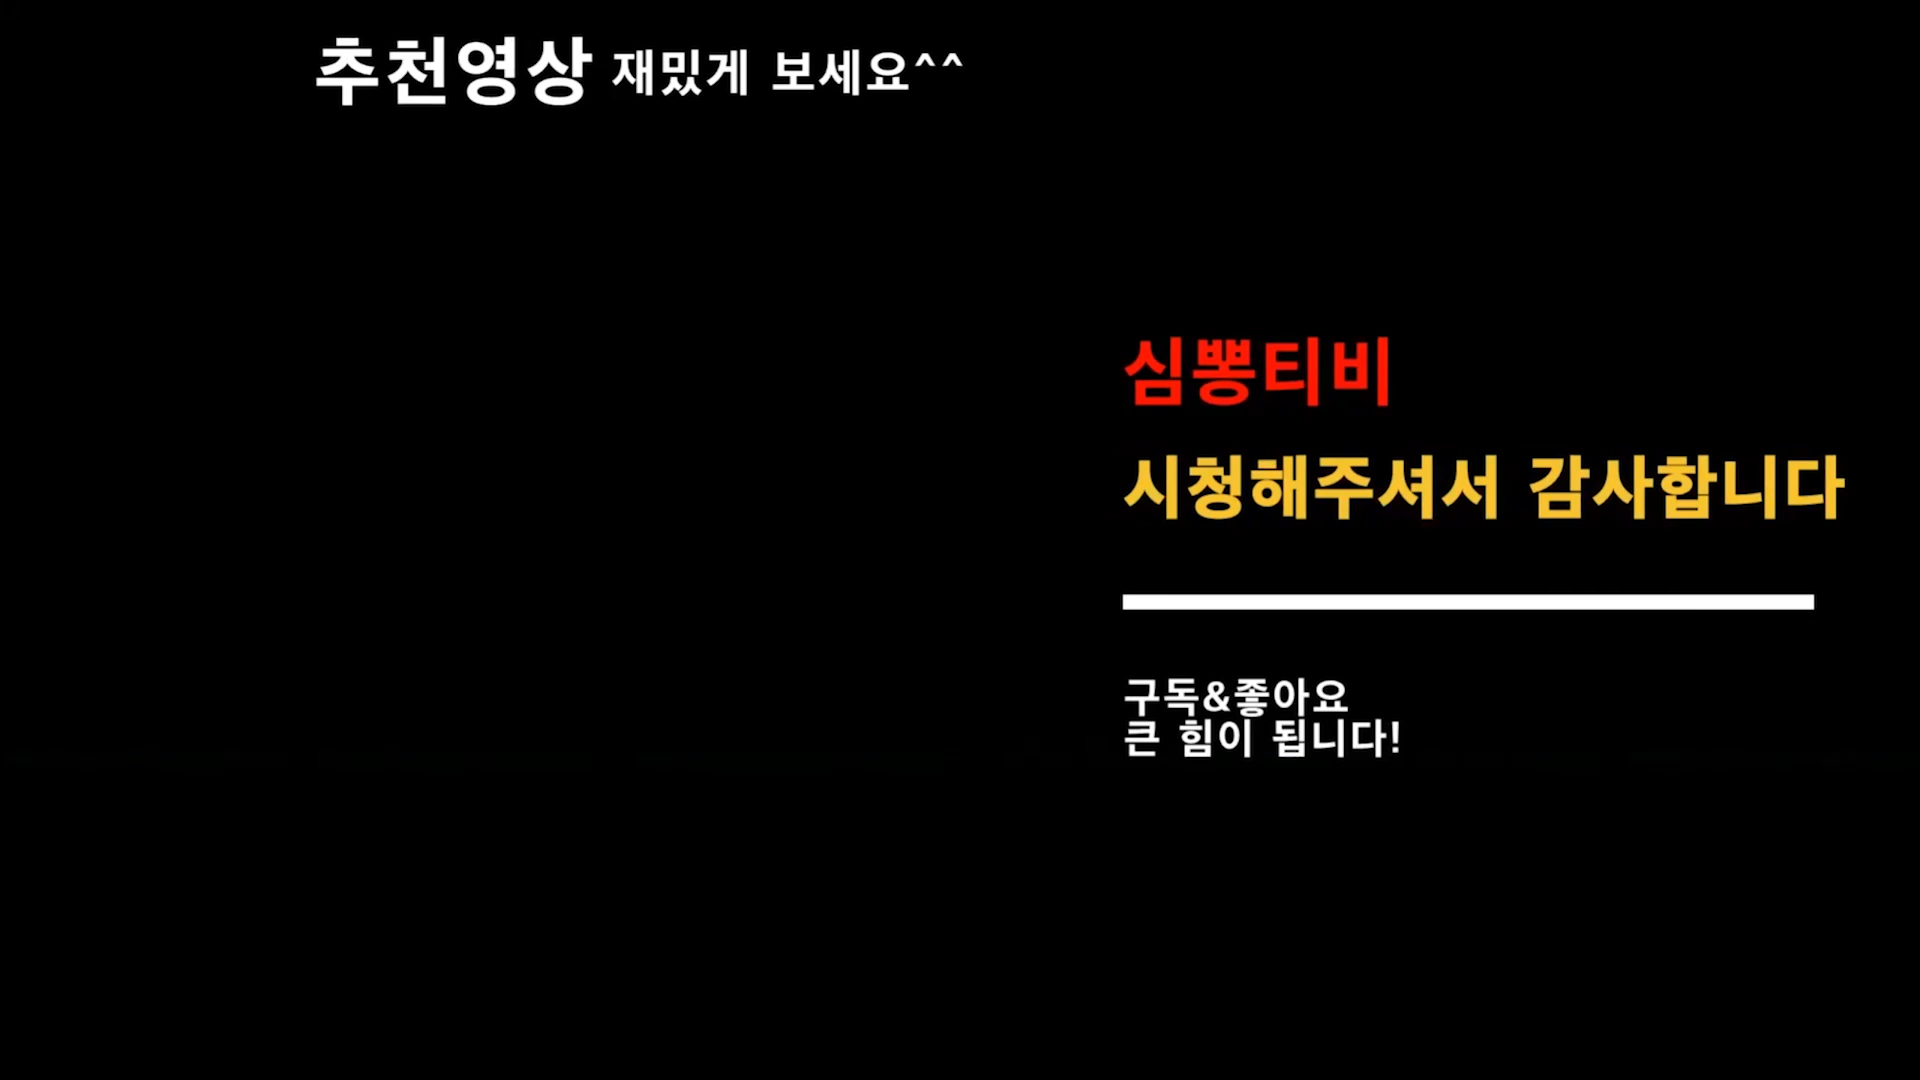 추천영상 재밌게 보세요^^
심뽕티비
시청해주셔서 감사합니다
구독&좋아요
큰 힘이 됩니다!